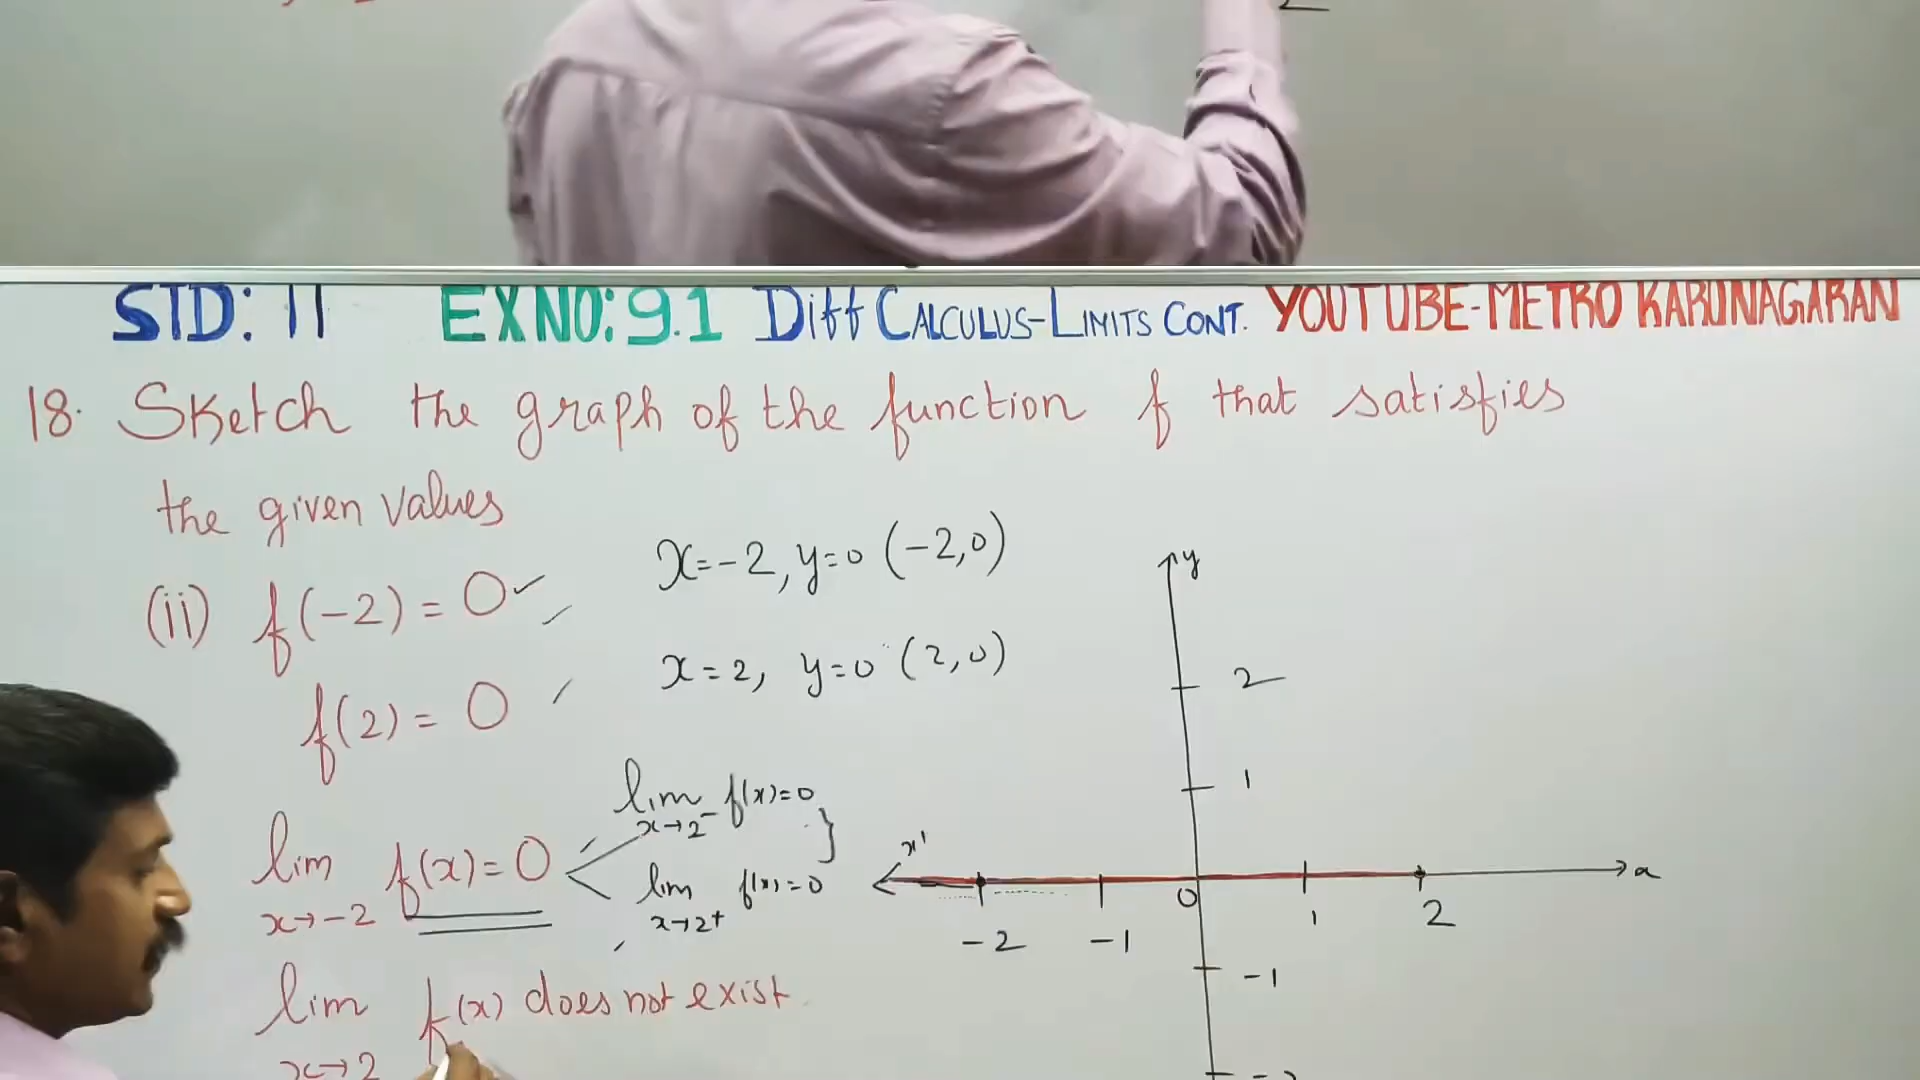 STD: 11 EX NO: 9.1 Diff CALCULUS-LIMITS CONT. YOUTUBE-METRO KARUNAGARAN
18. Sketch the graph of the function f that satisfies
the given values
(ii) f(-2) = 0
f(2) = 0
lim f(x) = 0
x→-2
lim f(x) does not exist
x→2
x=-2, y=0 (-2,0)
x=2, y=0 (2,0)
lim f(x)=0
x→2⁻
lim f(x)=0
x→2⁺
y
2
1
x'
0
-2 -1 1 2
-1